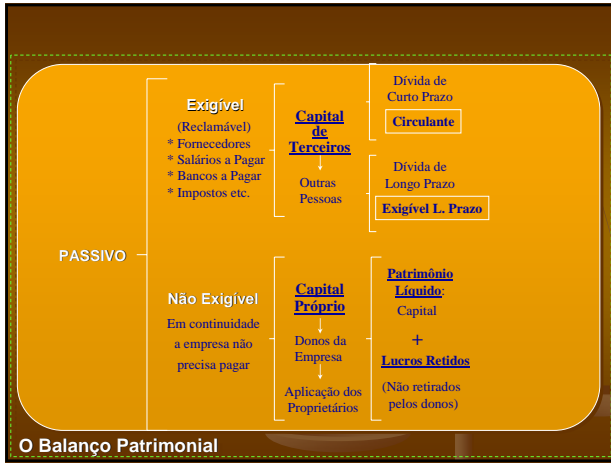 PASSIVO
Exigível
(Reclamável)
* Fornecedores
* Salários a Pagar
* Bancos a Pagar
* Impostos etc.
Capital
de
Terceiros
Outras
Pessoas
Dívida de
Curto Prazo
Circulante
Dívida de
Longo Prazo
Exigível L. Prazo
Não Exigível
Em continuidade
a empresa não
precisa pagar
Capital
Próprio
Donos da
Empresa
Aplicação dos
Proprietários
Patrimônio
Líquido:
Capital
+
Lucros Retidos
(Não retirados
pelos donos)
O Balanço Patrimonial